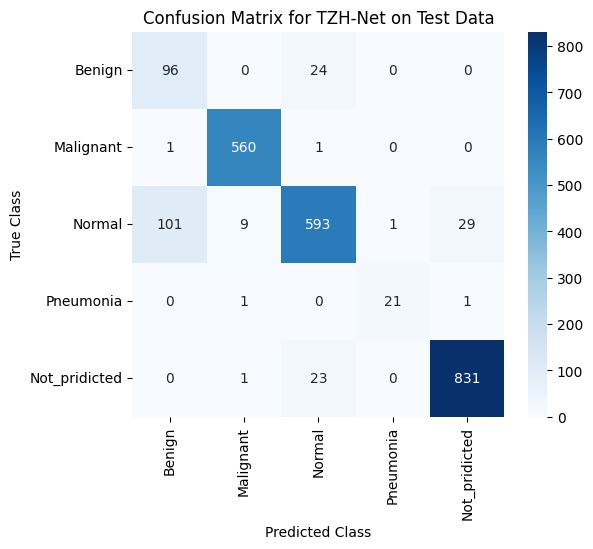 Confusion Matrix for TZH-Net on Test Data
Benign 96 0 24 0 0
Malignant 1 560 1 0 0
Normal 101 9 593 1 29
Pneumonia 0 1 0 21 1
Not_pridicted 0 1 23 0 831
True Class
Benign Malignant Normal Pneumonia Not_pridicted
Predicted Class
800
700
600
500
400
300
200
100
0